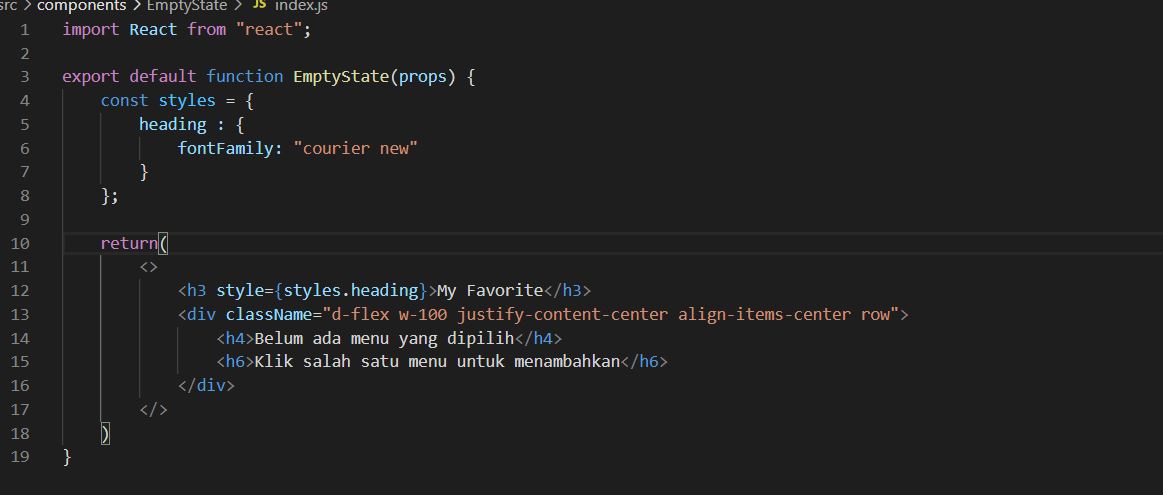 src > components > EmptyState > JS index.js
1 import React from "react";
2
3 export default function EmptyState(props) {
4 const styles = {
5 heading : {
6 fontFamily: "courier new"
7 }
8 };
9
10 return(
11 <>
12 <h3 style={styles.heading}>My Favorite</h3>
13 <div className="d-flex w-100 justify-content-center align-items-center row">
14 <h4>Belum ada menu yang dipilih</h4>
15 <h6>Klik salah satu menu untuk menambahkan</h6>
16 </div>
17 </>
18 )
19 }